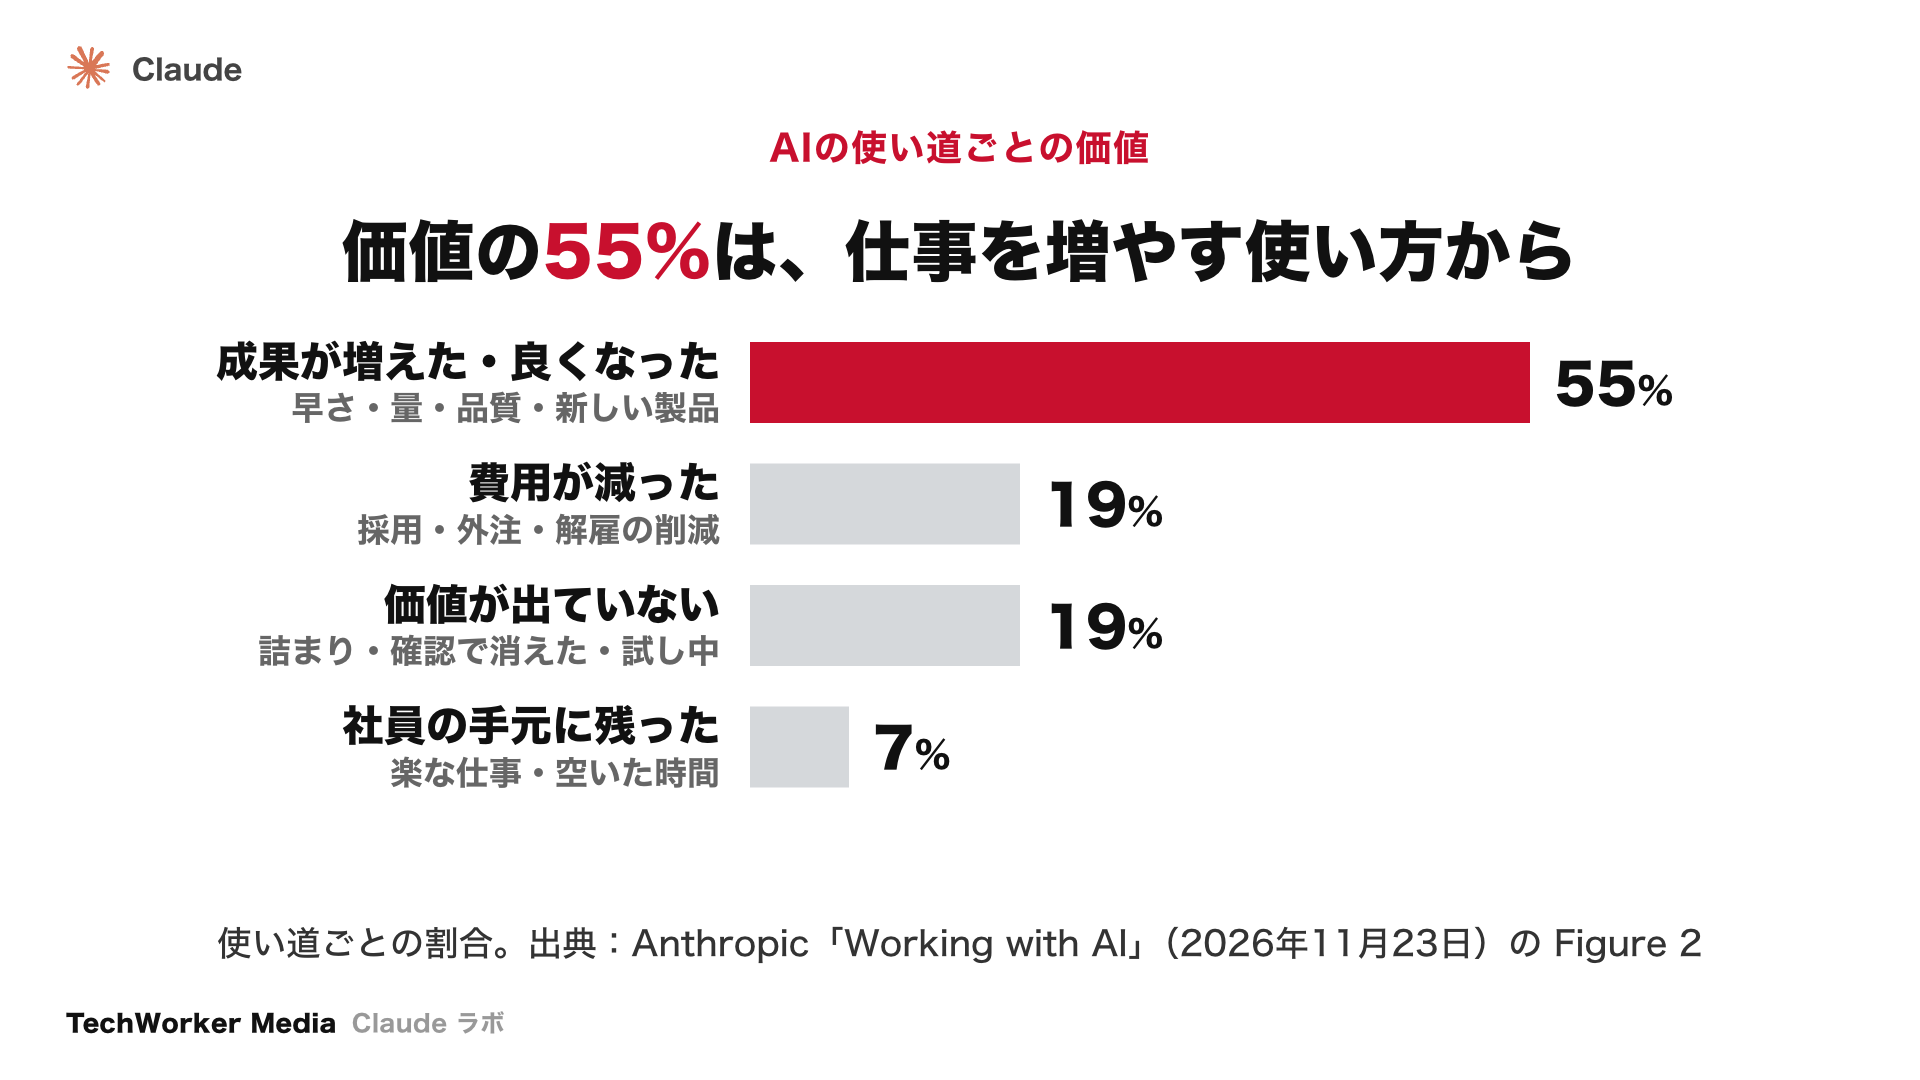 Claude
AIの使い道ごとの価値
価値の55%は、仕事を増やす使い方から
成果が増えた・良くなった
早さ・量・品質・新しい製品
55%
費用が減った
採用・外注・解雇の削減
19%
価値が出ていない
詰まり・確認で消えた・試し中
19%
社員の手元に残った
楽な仕事・空いた時間
7%
使い道ごとの割合。出典：Anthropic「Working with AI」（2026年11月23日）の Figure 2
TechWorker Media Claude ラボ